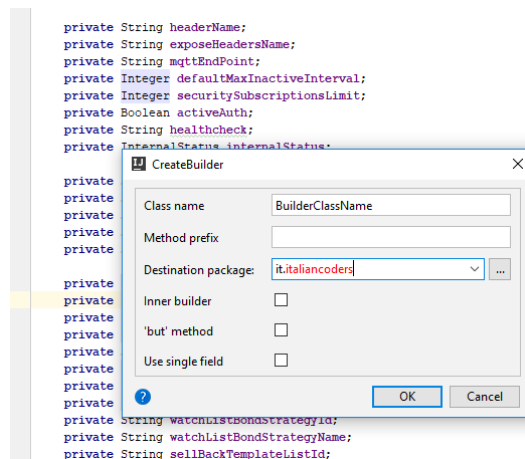 private String headerName;
private String exposeHeadersName;
private String mqttEndPoint;
private Integer defaultMaxInactiveInterval;
private Integer securitySubscriptionsLimit;
private Boolean activeAuth;
private String healthcheck;
private InternalStatus internalStatus;
CreateBuilder
private
Class name BuilderClassName
private
private
Method prefix
private
private
Destination package: it.italiancoders ...
private
private
Inner builder
private
'but' method
private
private
Use single field
private
private
private
OK Cancel
private String watchListBondStrategyId;
private String watchListBondStrategyName;
private String sellBackTemplateListId;